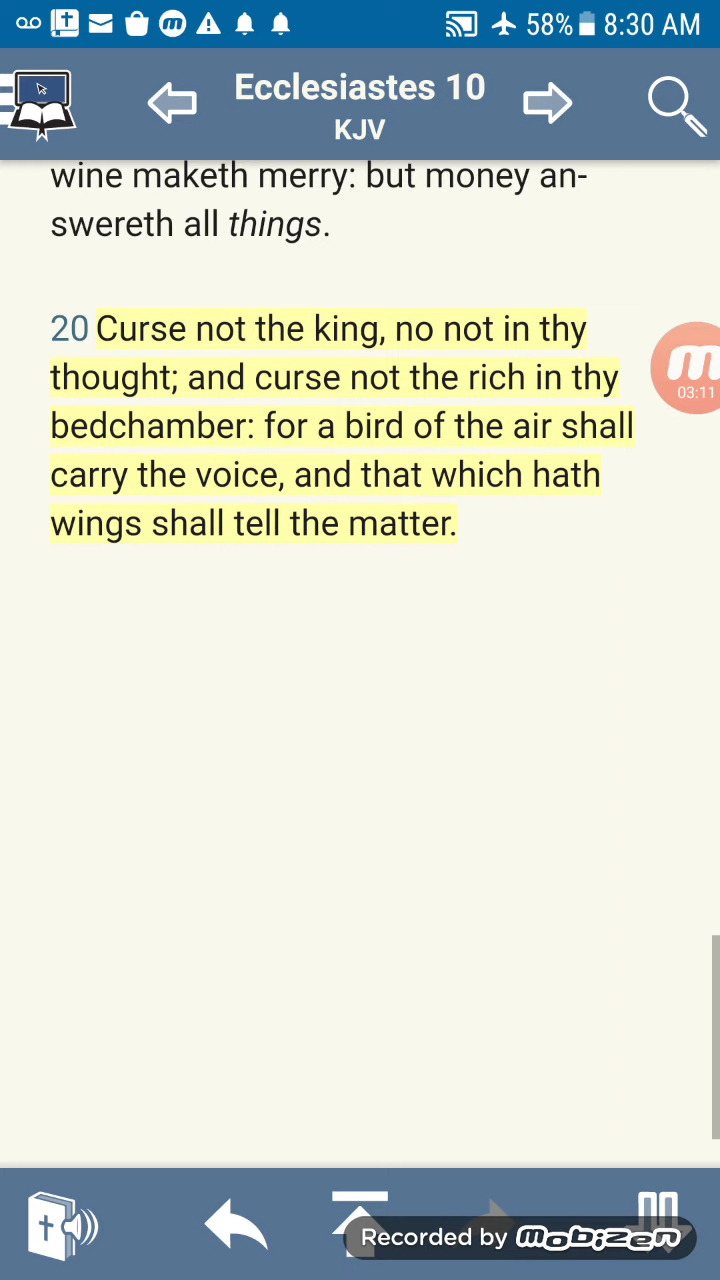 58% 8:30 AM
Ecclesiastes 10
KJV
wine maketh merry: but money an-
swereth all things.
20 Curse not the king, no not in thy
thought; and curse not the rich in thy
bedchamber: for a bird of the air shall
carry the voice, and that which hath
wings shall tell the matter.
m
03:11
Recorded by mobizen